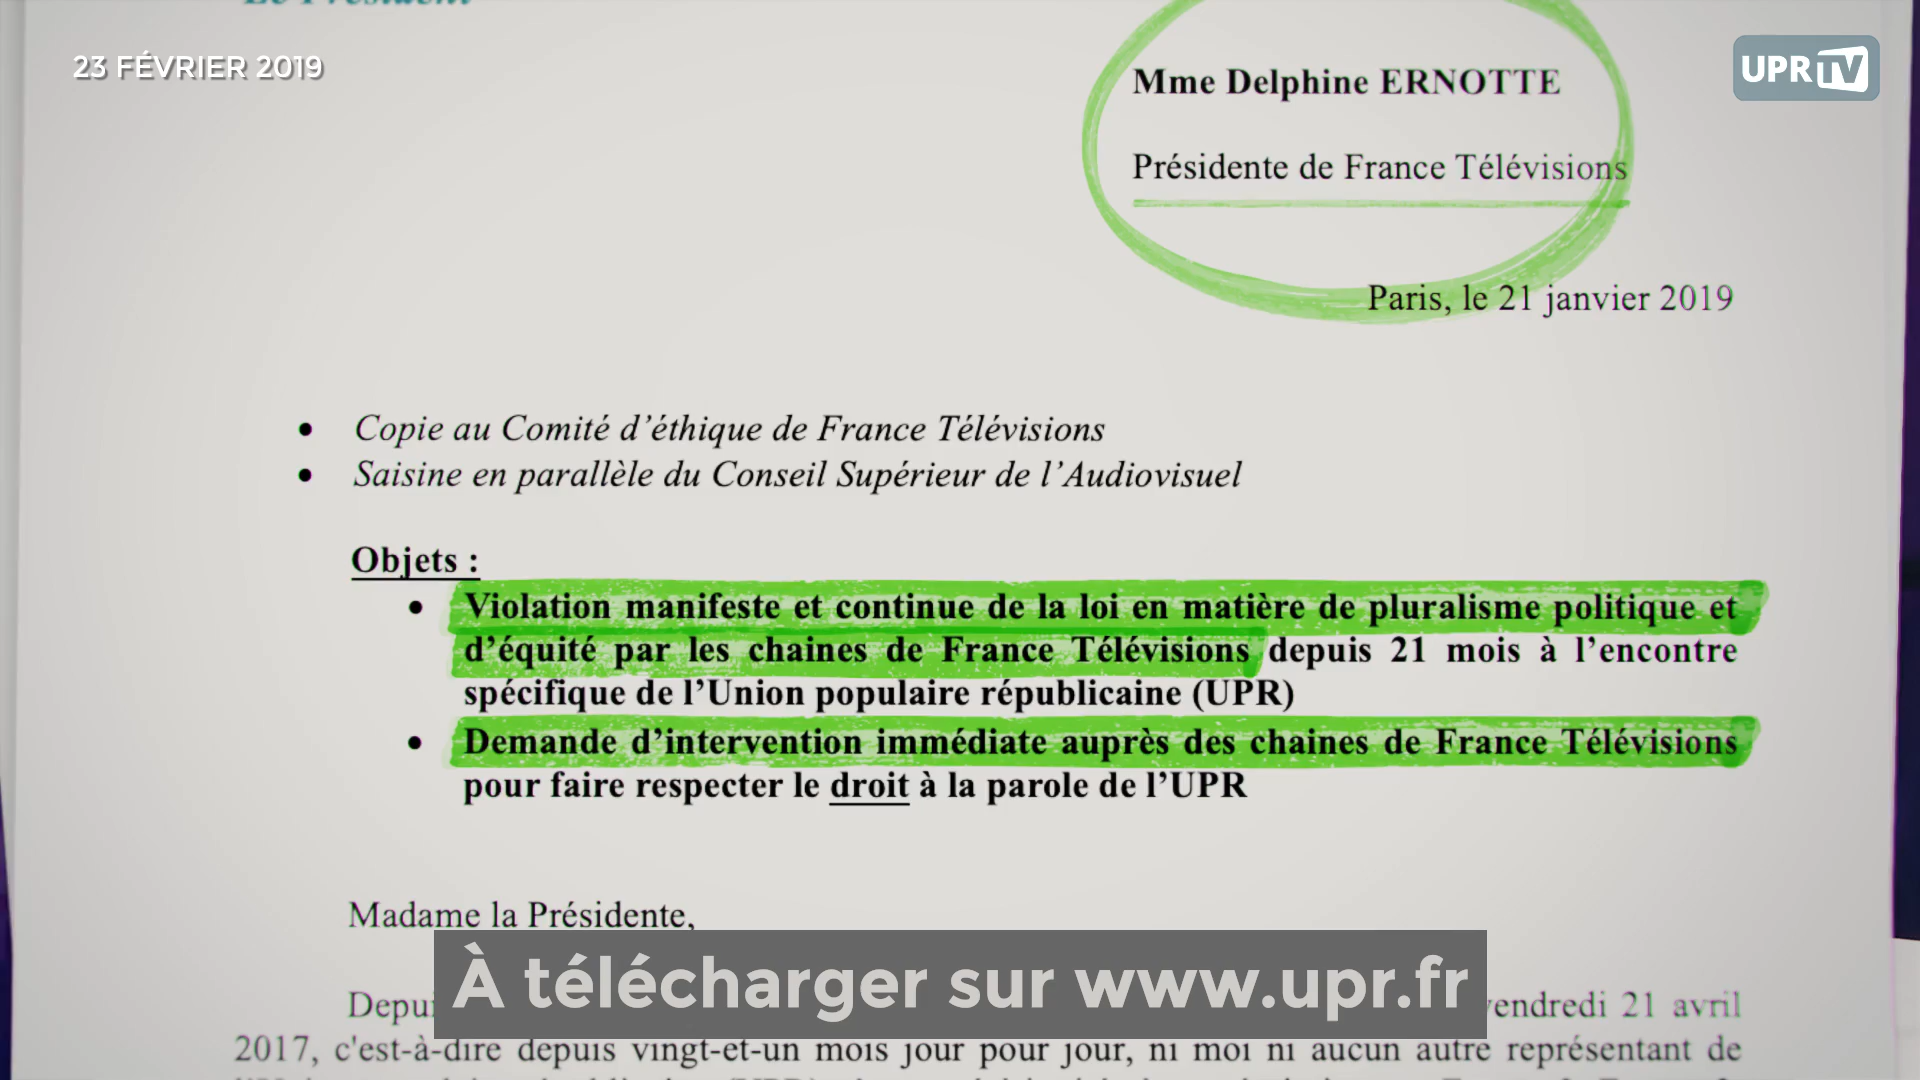 Le Président
23 FÉVRIER 2019
UPR TV
Mme Delphine ERNOTTE
Présidente de France Télévisions
Paris, le 21 janvier 2019
• Copie au Comité d’éthique de France Télévisions
• Saisine en parallèle du Conseil Supérieur de l’Audiovisuel
Objets :
• Violation manifeste et continue de la loi en matière de pluralisme politique et
d’équité par les chaines de France Télévisions depuis 21 mois à l’encontre
spécifique de l’Union populaire républicaine (UPR)
• Demande d’intervention immédiate auprès des chaines de France Télévisions
pour faire respecter le droit à la parole de l’UPR
Madame la Présidente,
À télécharger sur www.upr.fr
vendredi 21 avril
2017, c'est-à-dire depuis vingt-et-un mois jour pour jour, ni moi ni aucun autre représentant de